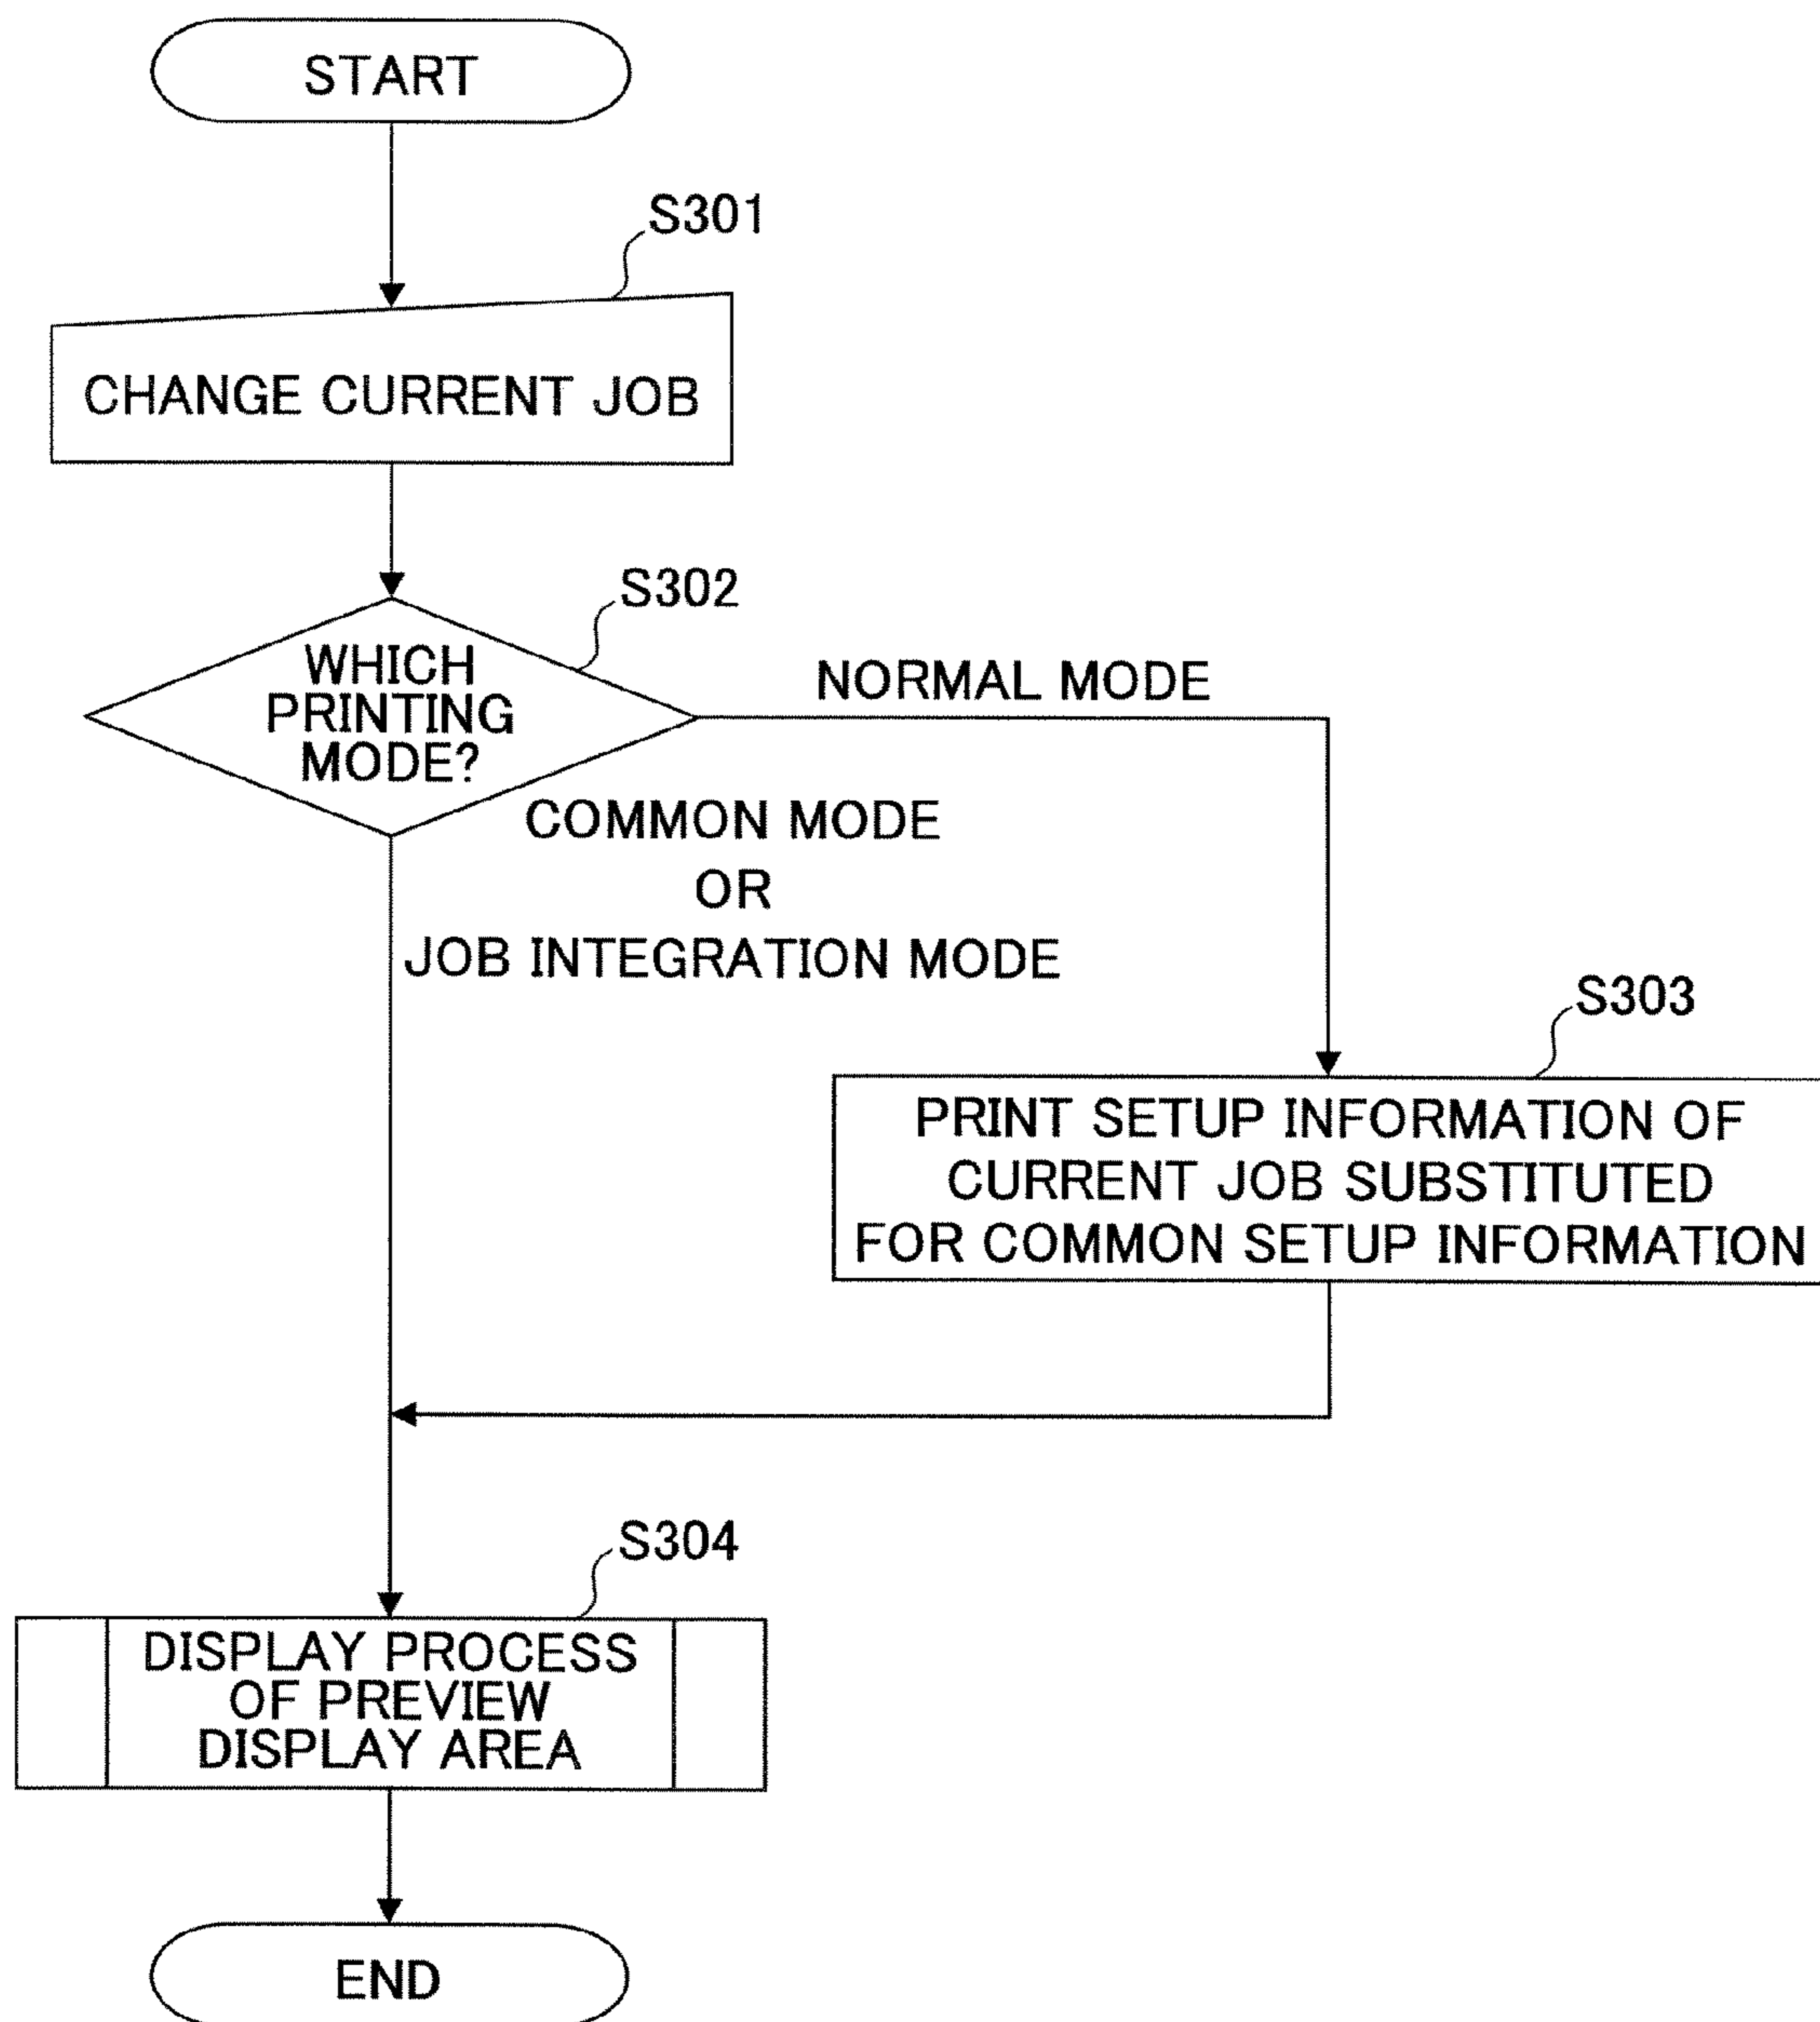 START
S301
CHANGE CURRENT JOB
S302
WHICH
PRINTING
MODE?
NORMAL MODE
COMMON MODE
OR
JOB INTEGRATION MODE
S303
PRINT SETUP INFORMATION OF
CURRENT JOB SUBSTITUTED
FOR COMMON SETUP INFORMATION
S304
DISPLAY PROCESS
OF PREVIEW
DISPLAY AREA
END